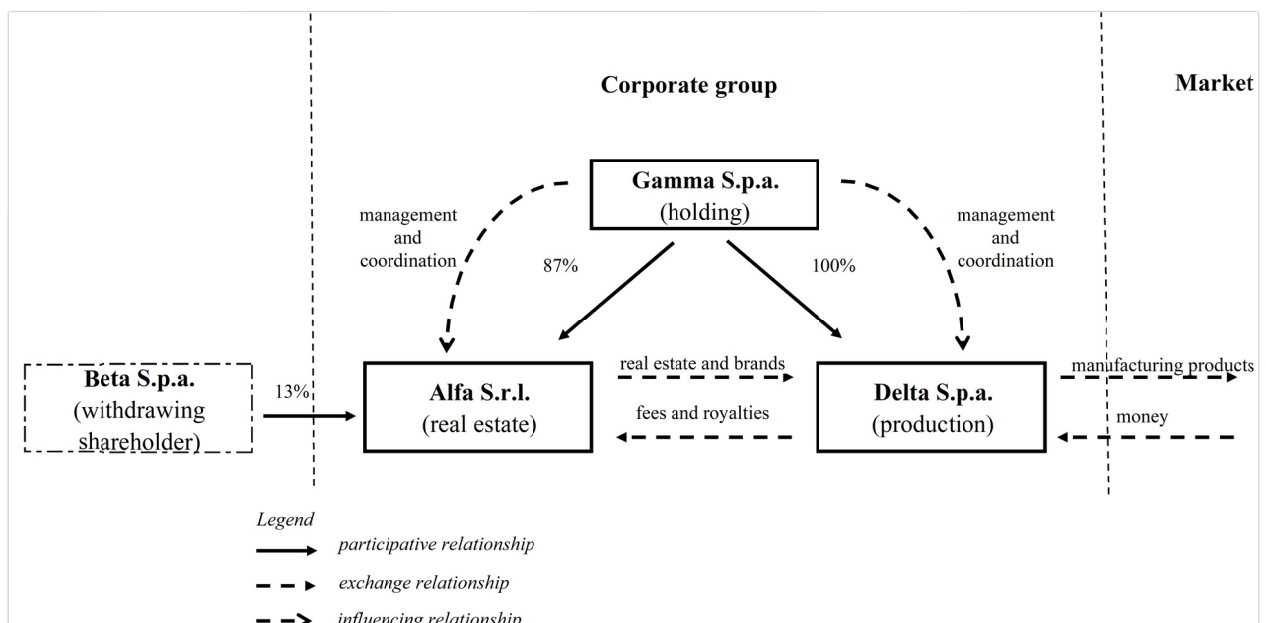 Corporate group
Market
Gamma S.p.a.
(holding)
management
and
coordination
management
and
coordination
87%
100%
Beta S.p.a.
(withdrawing
shareholder)
13%
Alfa S.r.l.
(real estate)
real estate and brands
fees and royalties
Delta S.p.a.
(production)
manufacturing products
money
Legend
participative relationship
exchange relationship
influencing relationship